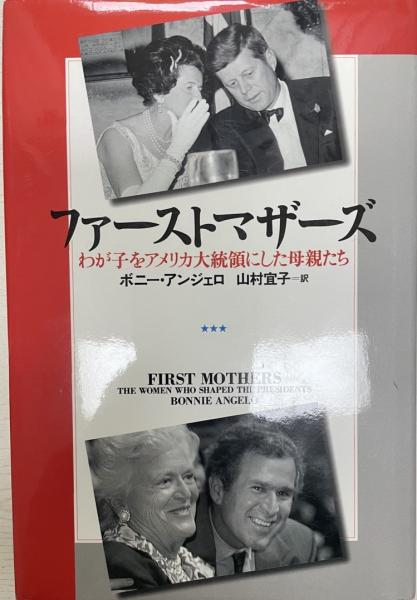 ファーストマザーズ
わが子をアメリカ大統領にした母親たち
ボニー・アンジェロ 山村宜子=訳
★★★
FIRST MOTHERS
THE WOMEN WHO SHAPED THE PRESIDENTS
BONNIE ANGELO